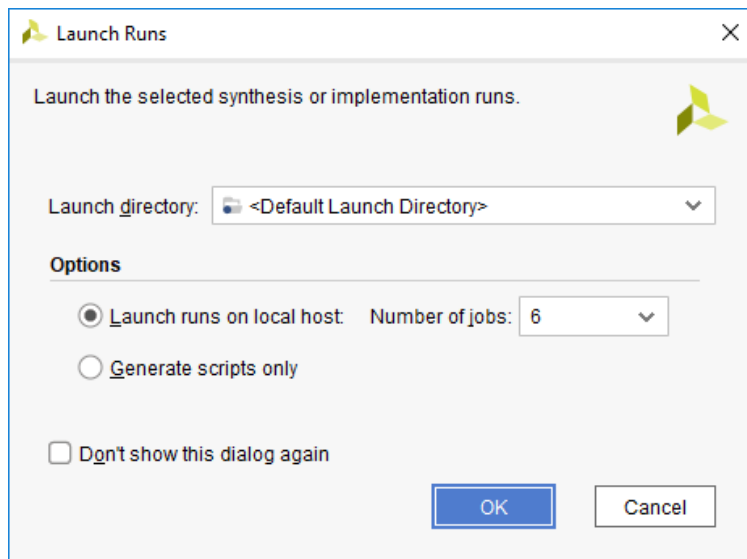 Launch Runs
Launch the selected synthesis or implementation runs.
Launch directory: <Default Launch Directory>
Options
Launch runs on local host: Number of jobs: 6
Generate scripts only
Don't show this dialog again
OK Cancel